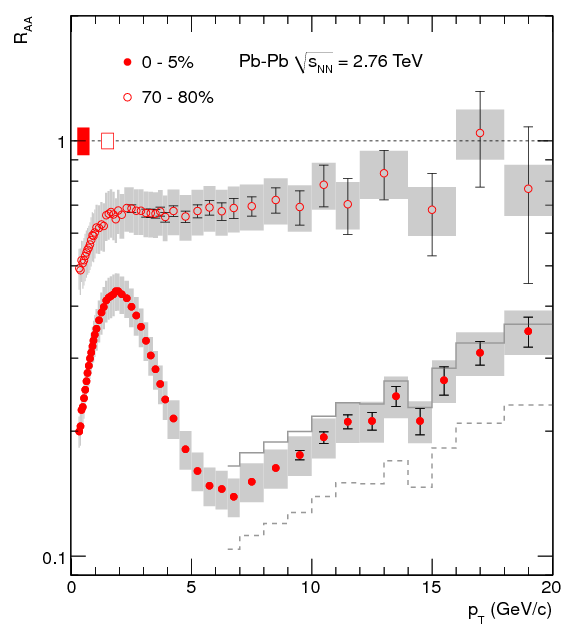 R_AA
0 - 5%
Pb-Pb √s_NN = 2.76 TeV
70 - 80%
1
0.1
0 5 10 15 20
p_T (GeV/c)